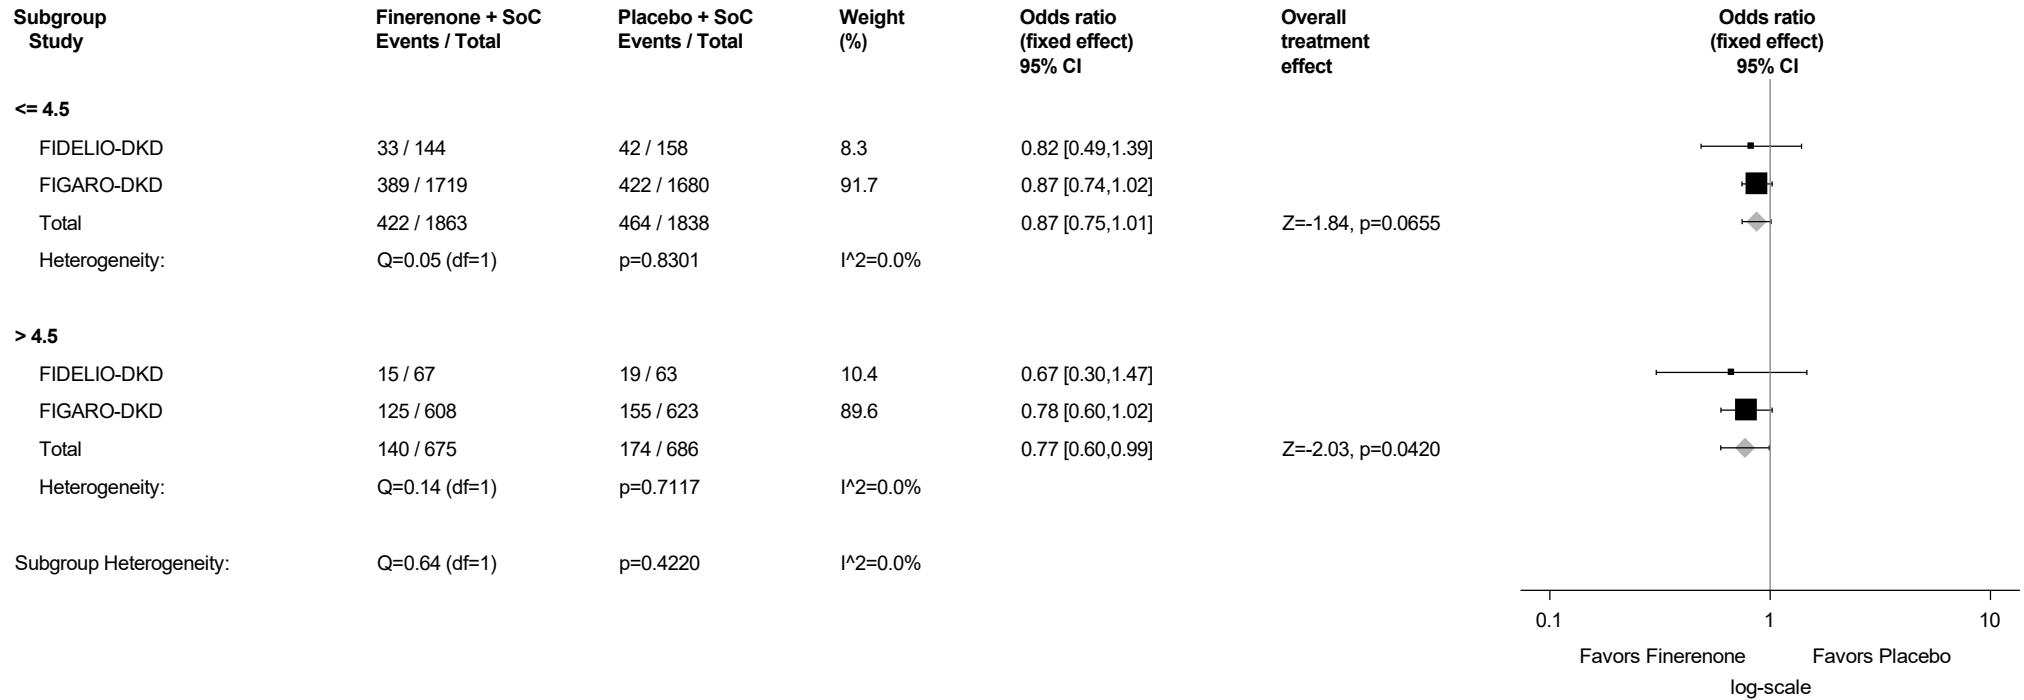 Subgroup Finerenone + SoC Placebo + SoC Weight Odds ratio Overall Odds ratio
Study Events / Total Events / Total (%) (fixed effect) treatment (fixed effect)
95% CI effect 95% CI
<= 4.5
FIDELIO-DKD 33 / 144 42 / 158 8.3 0.82 [0.49,1.39]
FIGARO-DKD 389 / 1719 422 / 1680 91.7 0.87 [0.74,1.02]
Total 422 / 1863 464 / 1838 0.87 [0.75,1.01] Z=-1.84, p=0.0655
Heterogeneity: Q=0.05 (df=1) p=0.8301 I^2=0.0%
> 4.5
FIDELIO-DKD 15 / 67 19 / 63 10.4 0.67 [0.30,1.47]
FIGARO-DKD 125 / 608 155 / 623 89.6 0.78 [0.60,1.02]
Total 140 / 675 174 / 686 0.77 [0.60,0.99] Z=-2.03, p=0.0420
Heterogeneity: Q=0.14 (df=1) p=0.7117 I^2=0.0%
Subgroup Heterogeneity: Q=0.64 (df=1) p=0.4220 I^2=0.0%
0.1 1 10
Favors Finerenone Favors Placebo
log-scale